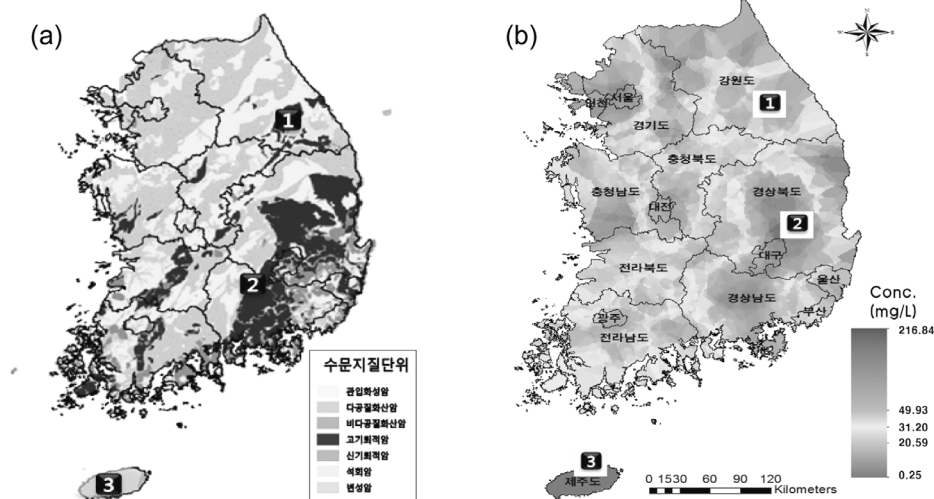 (a)
1
2
3
수문지질단위
관입화성암
다공질화산암
비다공질화산암
고기퇴적암
신기퇴적암
석회암
변성암
(b)
N
W
E
S
강원도
1
인천
서울
경기도
충청북도
충청남도
경상북도
대전
2
대구
전라북도
울산
경상남도
부산
광주
전라남도
Conc.
(mg/L)
216.84
49.93
31.20
20.59
0.25
3
제주도
0 1530 60 90 120
Kilometers